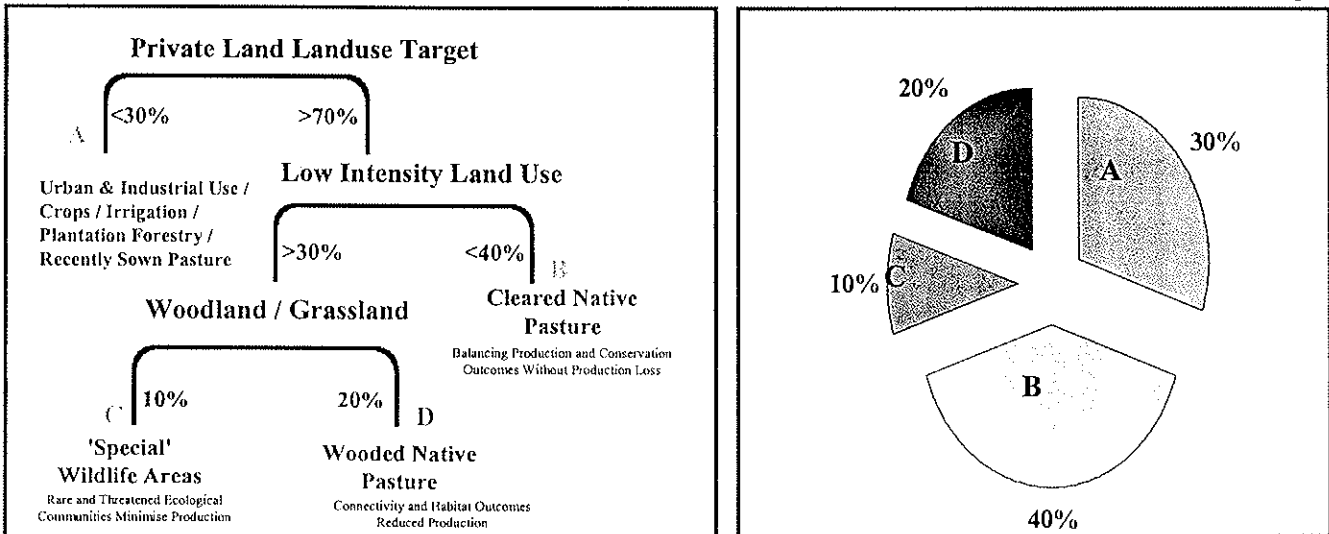 Private Land Landuse Target
<30% >70%
A
Urban & Industrial Use /
Crops / Irrigation /
Plantation Forestry /
Recently Sown Pasture
Low Intensity Land Use
>30% <40%
B
Cleared Native
Pasture
Balancing Production and Conservation
Outcomes Without Production Loss
Woodland / Grassland
10% 20%
C
'Special'
Wildlife Areas
Rare and Threatened Ecological
Communities Minimise Production
D
Wooded Native
Pasture
Connectivity and Habitat Outcomes
Reduced Production
20%
D
30%
A
10%
C
B
40%